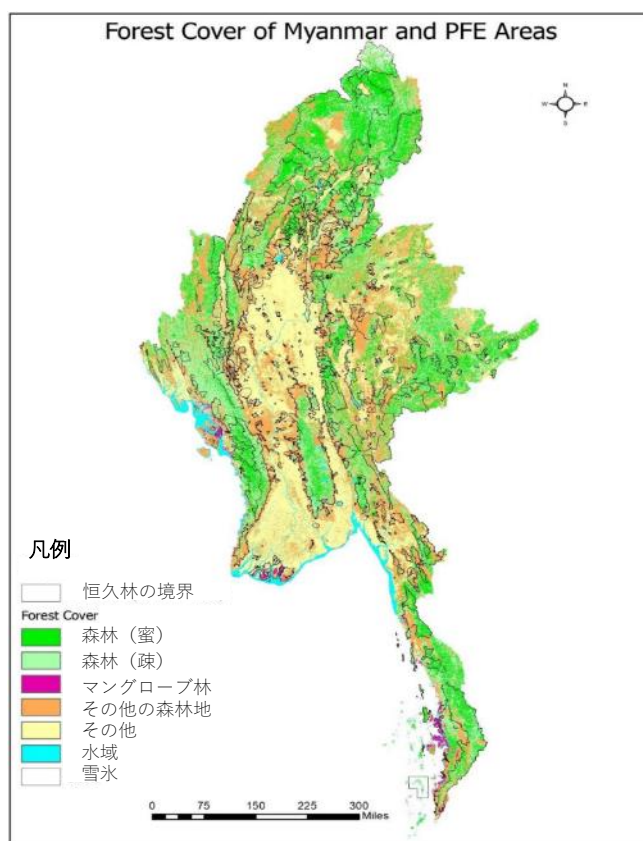 Forest Cover of Myanmar and PFE Areas
N
W E
S
凡例
恒久林の境界
Forest Cover
森林（蜜）
森林（疎）
マングローブ林
その他の森林地
その他
水域
雪氷
0 75 150 225 300
Miles